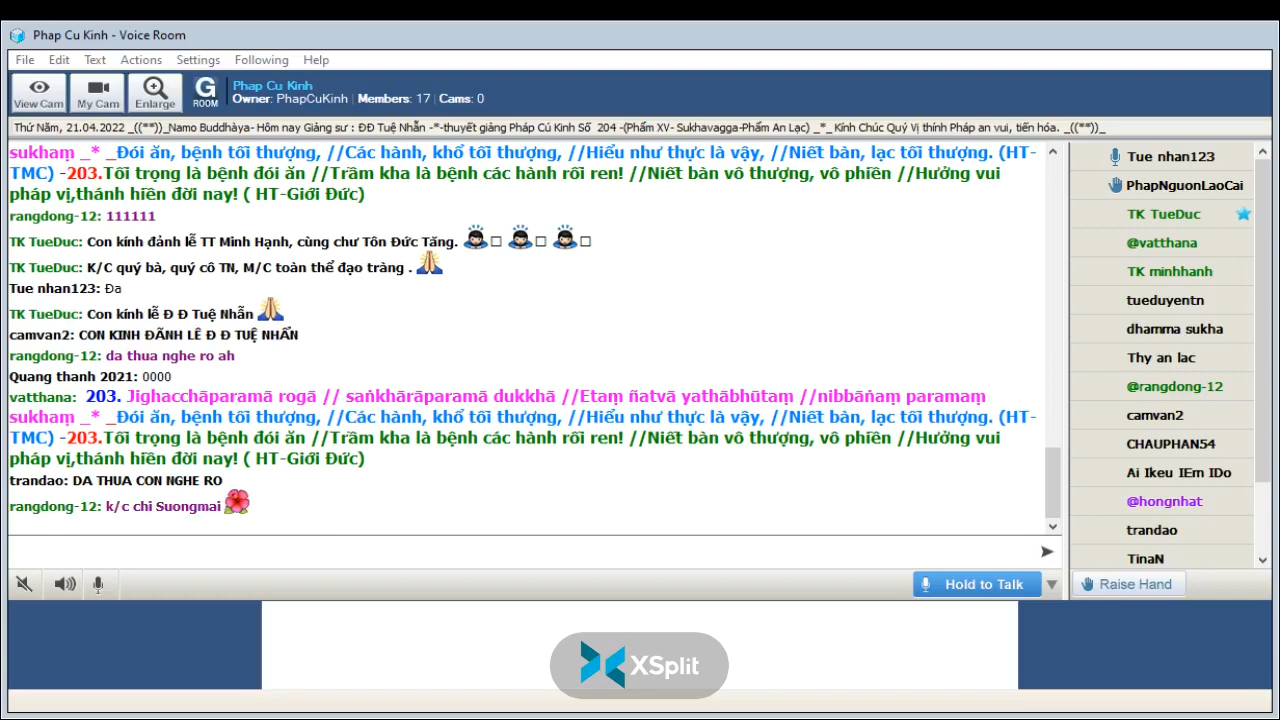 Phap Cu Kinh - Voice Room
File Edit Text Actions Settings Following Help
View Cam My Cam Enlarge G ROOM
Phap Cu Kinh
Owner: PhapCuKinh | Members: 17 | Cams: 0
Thứ Năm, 21.04.2022 _((**))_Namo Buddhàya- Hôm nay Giảng sư : ĐĐ Tuệ Nhẫn -*-thuyết giảng Pháp Cú Kinh Số 204 -(Phẩm XV- Sukhavagga-Phẩm An Lạc) _*_ Kính Chúc Quý Vị thính Pháp an vui, tiến hóa. _((**))_
sukhaṃ _* _Đói ăn, bệnh tối thượng, //Các hành, khổ tối thượng, //Hiểu như thực là vậy, //Niết bàn, lạc tối thượng. (HT-
TMC) -203.Tối trọng là bệnh đói ăn //Trầm kha là bệnh các hành rối ren! //Niết bàn vô thượng, vô phiền //Hưởng vui
pháp vị,thánh hiền đời nay! ( HT-Giới Đức)
rangdong-12: 111111
TK TueDuc: Con kính đảnh lễ TT Minh Hạnh, cùng chư Tôn Đức Tăng.
TK TueDuc: K/C quý bà, quý cô TN, M/C toàn thể đạo tràng .
Tue nhan123: Đa
TK TueDuc: Con kính lễ Đ Đ Tuệ Nhẫn
camvan2: CON KINH ĐÃNH LÊ Đ Đ TUỆ NHẨN
rangdong-12: da thua nghe ro ah
Quang thanh 2021: 0000
vatthana: 203. Jighacchāparamā rogā // saṅkhārāparamā dukkhā //Etaṃ ñatvā yathābhūtaṃ //nibbāṅaṃ paramaṃ
sukhaṃ _* _Đói ăn, bệnh tối thượng, //Các hành, khổ tối thượng, //Hiểu như thực là vậy, //Niết bàn, lạc tối thượng. (HT-
TMC) -203.Tối trọng là bệnh đói ăn //Trầm kha là bệnh các hành rối ren! //Niết bàn vô thượng, vô phiền //Hưởng vui
pháp vị,thánh hiền đời nay! ( HT-Giới Đức)
trandao: DA THUA CON NGHE RO
rangdong-12: k/c chi Suongmai
Hold to Talk
Tue nhan123
PhapNguonLaoCai
TK TueDuc
@vatthana
TK minhhanh
tueduyentn
dhamma sukha
Thy an lac
@rangdong-12
camvan2
CHAUPHAN54
Ai Ikeu IEm IDo
@hongnhat
trandao
TinaN
Raise Hand
XSplit